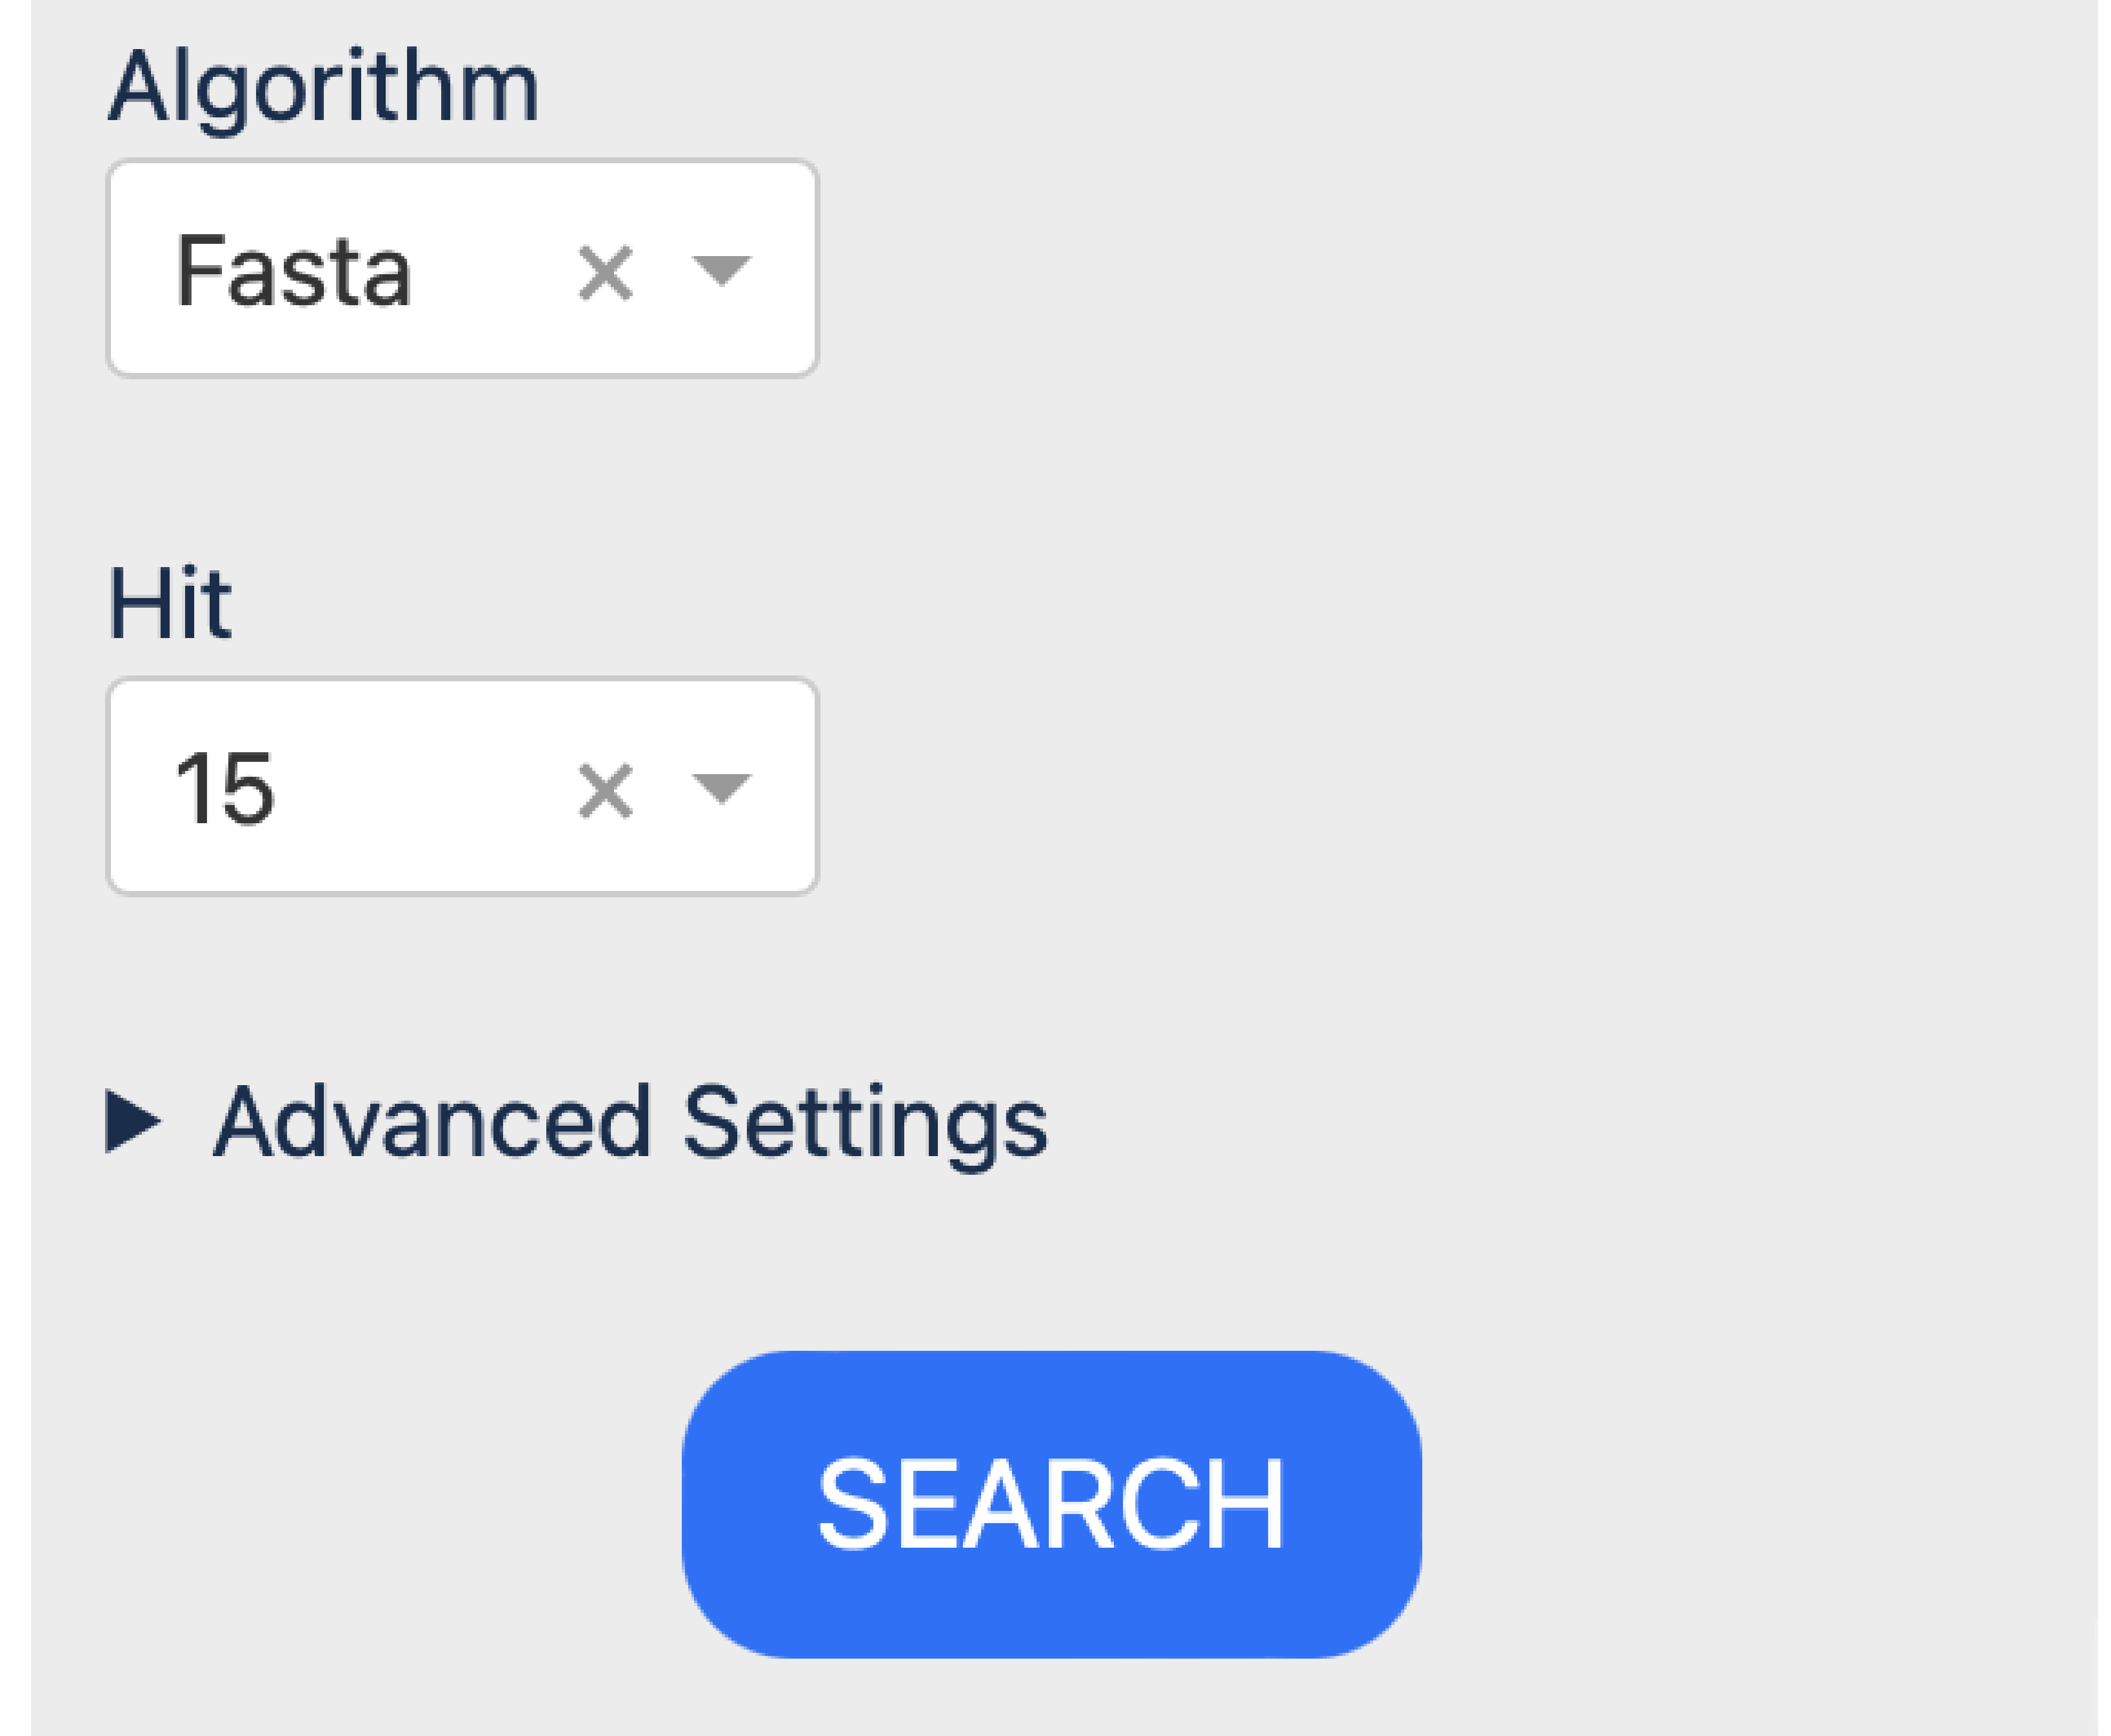 Algorithm
Fasta
Hit
15
Advanced Settings
SEARCH